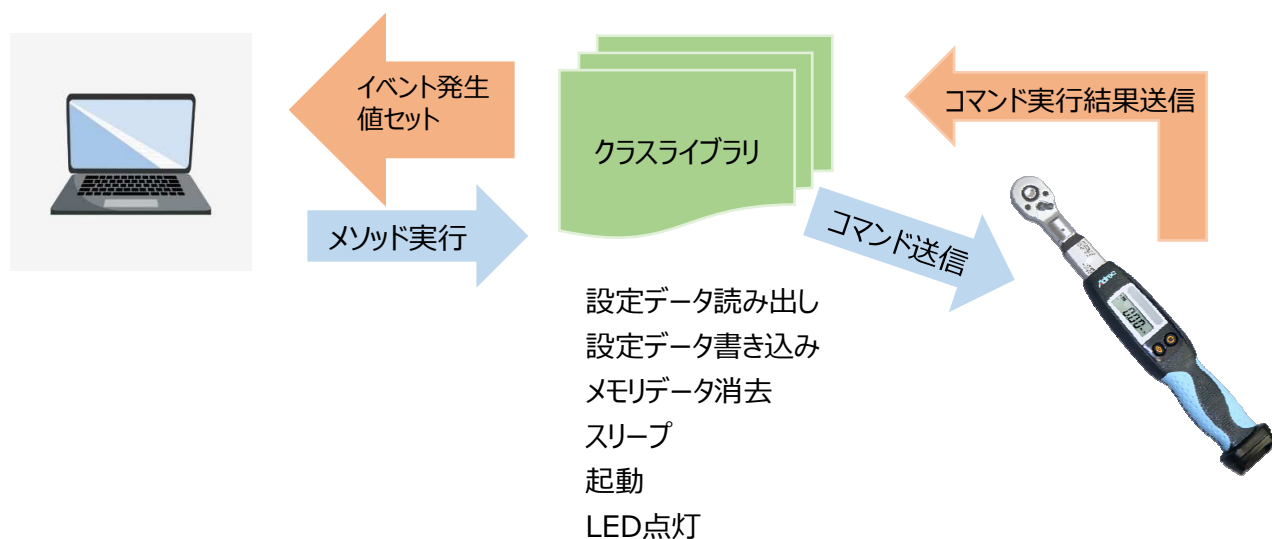 イベント発生
値セット
クラスライブラリ
コマンド実行結果送信
メソッド実行
コマンド送信
設定データ読み出し
設定データ書き込み
メモリデータ消去
スリープ
起動
LED点灯
0.00